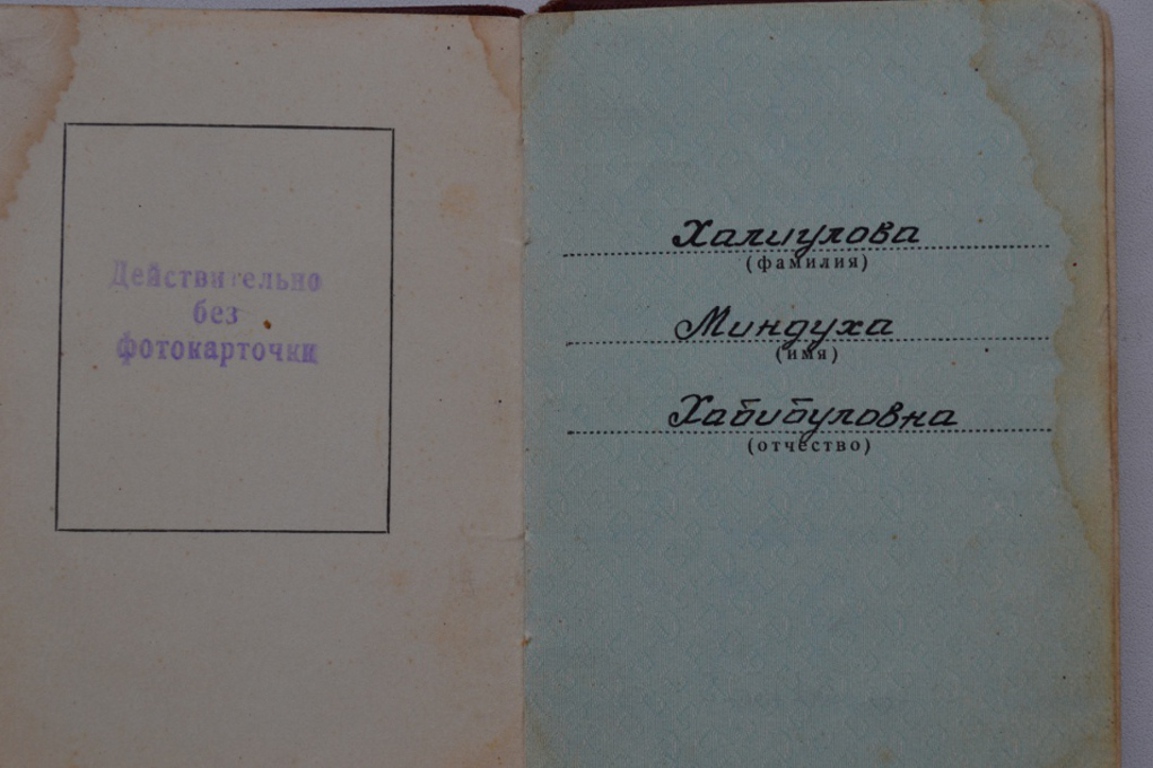 Действительно
без
фотокарточки
Халиулова
(фамилия)
Миндуха
(имя)
Хабибуловна
(отчество)